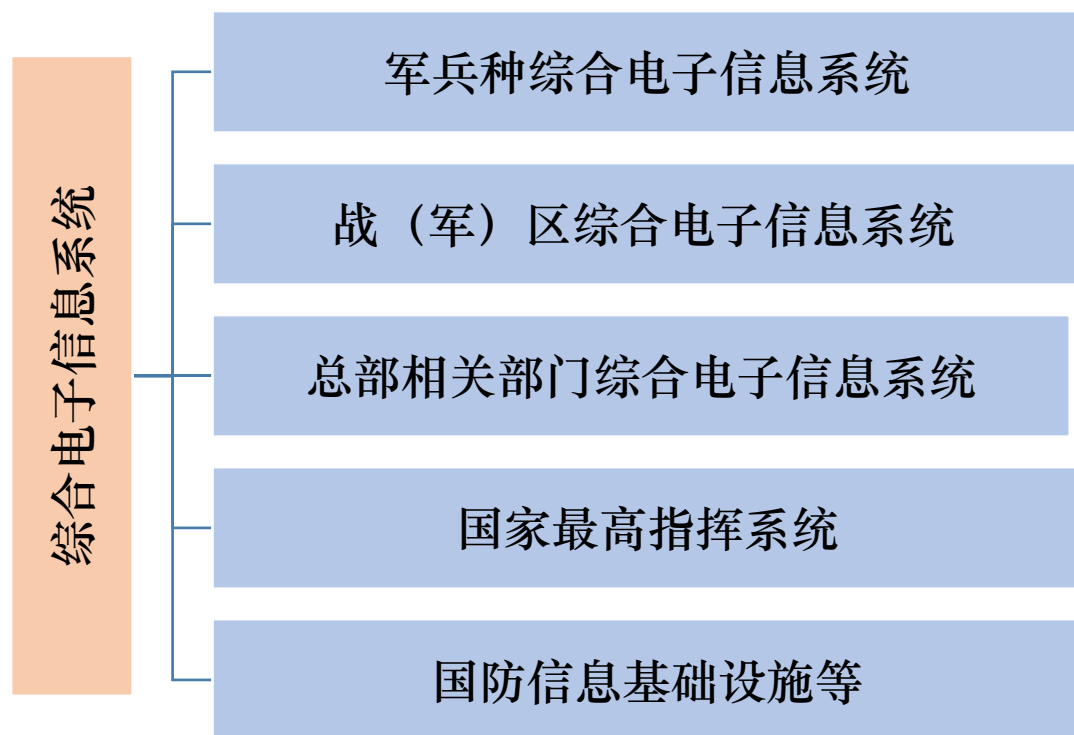 综合电子信息系统
军兵种综合电子信息系统
战（军）区综合电子信息系统
总部相关部门综合电子信息系统
国家最高指挥系统
国防信息基础设施等